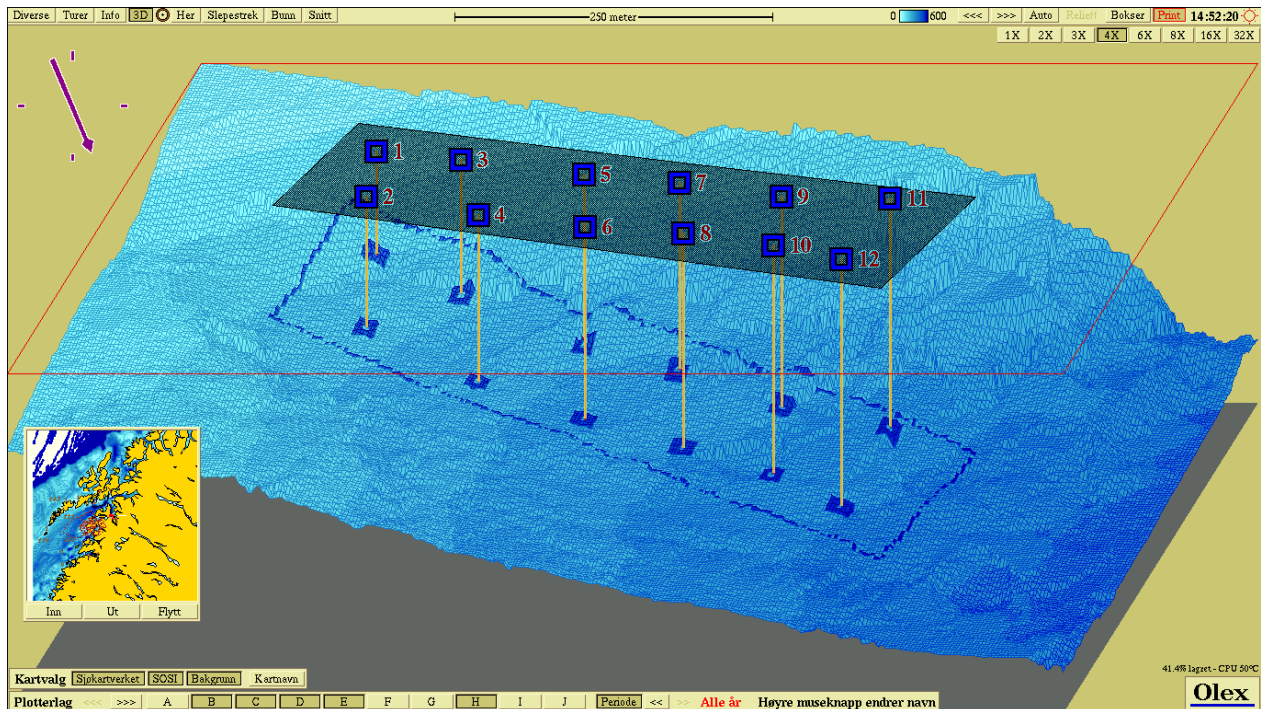 Diverse Turer Info 3D Her Slepestrek Bunn Snitt 250 meter 0 600 <<< >>> Auto Relieff Bokser Print 14:52:20
1X 2X 3X 4X 6X 8X 16X 32X
1 3 5 7 9 11
2 4 6 8 10 12
Inn Ut Flytt
41.4% lagret - CPU 50°C
Kartvalg Sjøkartverket SOSI Bakgrunn Kartnavn
Olex
Plotterlag <<< >>> A B C D E F G H I J Periode << >> Alle år Høyre museknapp endrer navn